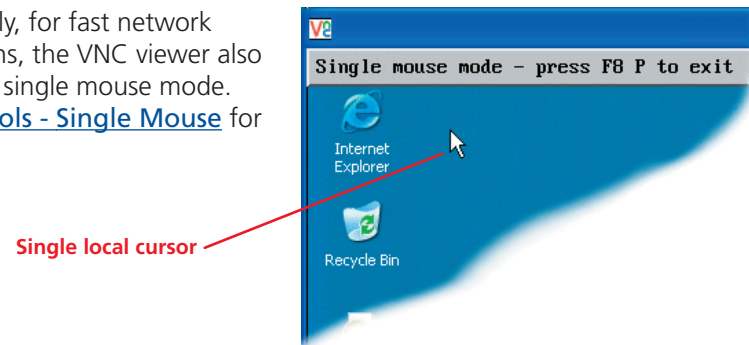 ly, for fast network
ns, the VNC viewer also
single mouse mode.
ols - Single Mouse for
Single local cursor
V2
Single mouse mode - press F8 P to exit
Internet
Explorer
Recycle Bin